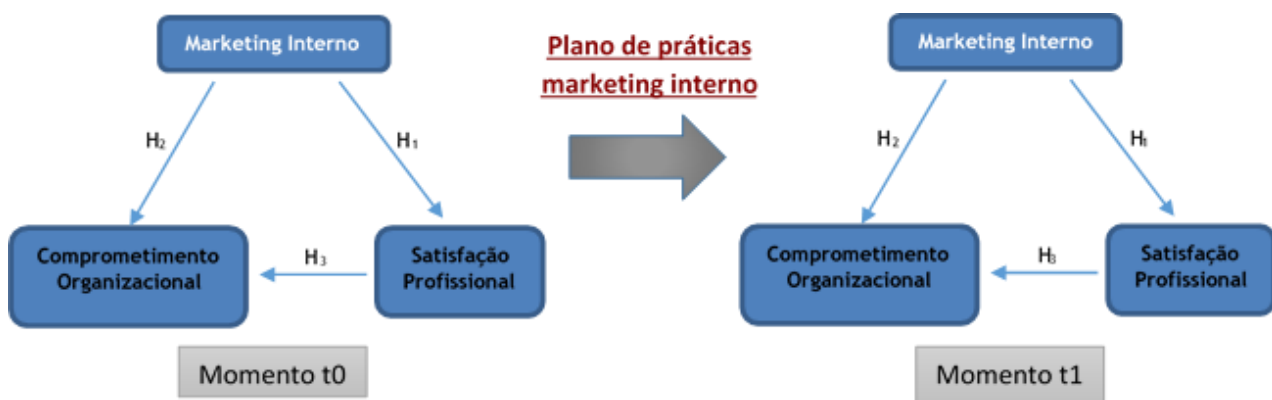 Marketing Interno
H₂
H₁
Comprometimento
Organizacional
H₃
Satisfação
Profissional
Momento t0
Plano de práticas
marketing interno
Marketing Interno
H₂
H₁
Comprometimento
Organizacional
H₃
Satisfação
Profissional
Momento t1